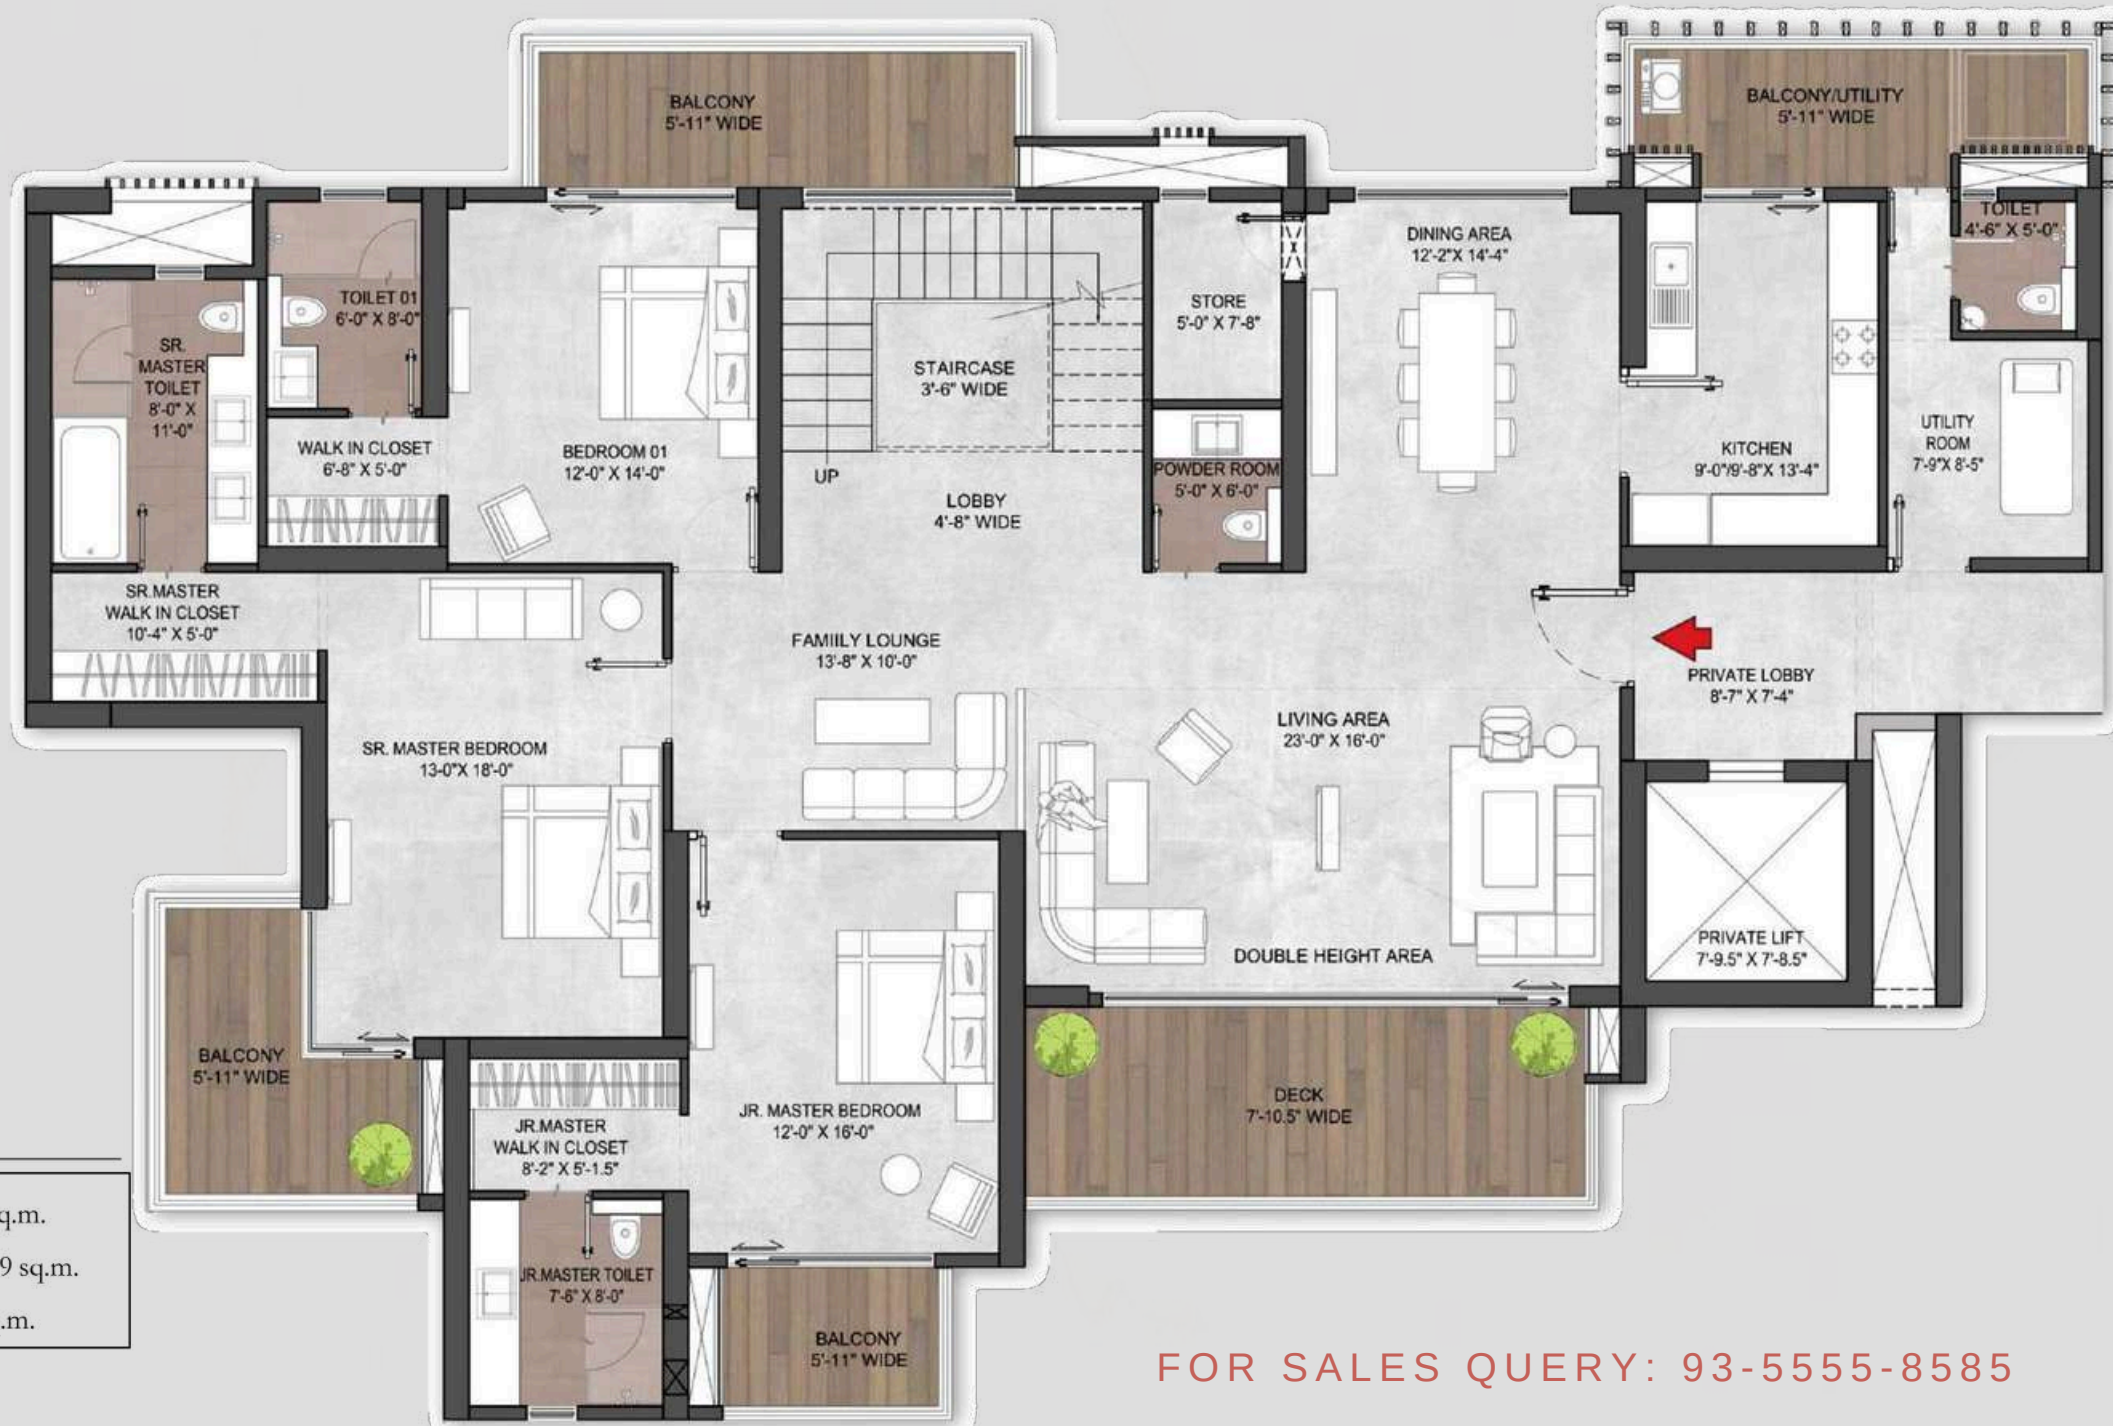 BALCONY
5'-11" WIDE
BALCONY/UTILITY
5'-11" WIDE
TOILET
4'-6" X 5'-0"
DINING AREA
12'-2"X 14'-4"
TOILET 01
6'-0" X 8'-0"
STORE
5'-0" X 7'-8"
SR.
MASTER
TOILET
8'-0" X
11'-0"
STAIRCASE
3'-6" WIDE
WALK IN CLOSET
6'-8" X 5'-0"
BEDROOM 01
12'-0" X 14'-0"
UP
POWDER ROOM
5'-0" X 6'-0"
KITCHEN
9'-0"/9'-8"X 13'-4"
UTILITY
ROOM
7'-9"X 8'-5"
LOBBY
4'-8" WIDE
SR.MASTER
WALK IN CLOSET
10'-4" X 5'-0"
FAMIILY LOUNGE
13'-8" X 10'-0"
PRIVATE LOBBY
8'-7" X 7'-4"
LIVING AREA
23'-0" X 16'-0"
SR. MASTER BEDROOM
13-0"X 18'-0"
PRIVATE LIFT
7'-9.5" X 7'-8.5"
DOUBLE HEIGHT AREA
BALCONY
5'-11" WIDE
DECK
7'-10.5" WIDE
JR. MASTER BEDROOM
12'-0" X 16'-0"
JR.MASTER
WALK IN CLOSET
8'-2" X 5'-1.5"
JR.MASTER TOILET
7'-6" X 8'-0"
BALCONY
5'-11" WIDE
9 sq.m.
FOR SALES QUERY: 93-5555-8585